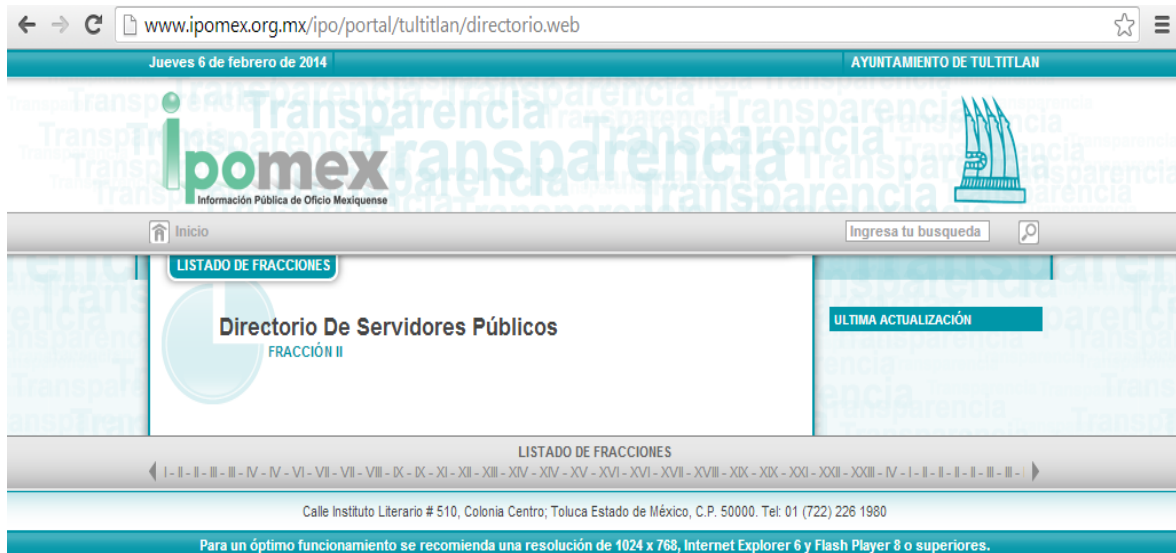 www.ipomex.org.mx/ipo/portal/tultitlan/directorio.web
Jueves 6 de febrero de 2014
AYUNTAMIENTO DE TULTITLAN
Transparencia
ipomex
Información Pública de Oficio Mexiquense
Inicio
Ingresa tu busqueda
LISTADO DE FRACCIONES
Directorio De Servidores Públicos
FRACCIÓN II
ULTIMA ACTUALIZACIÓN
LISTADO DE FRACCIONES
I - II - II - III - III - IV - IV - VI - VII - VII - VIII - IX - IX - XI - XII - XIII - XIV - XIV - XV - XVI - XVI - XVII - XVIII - XIX - XIX - XXI - XXII - XXIII - IV - I - II - II - II - II - III - III -
Calle Instituto Literario # 510, Colonia Centro; Toluca Estado de México, C.P. 50000. Tel: 01 (722) 226 1980
Para un óptimo funcionamiento se recomienda una resolución de 1024 x 768, Internet Explorer 6 y Flash Player 8 o superiores.